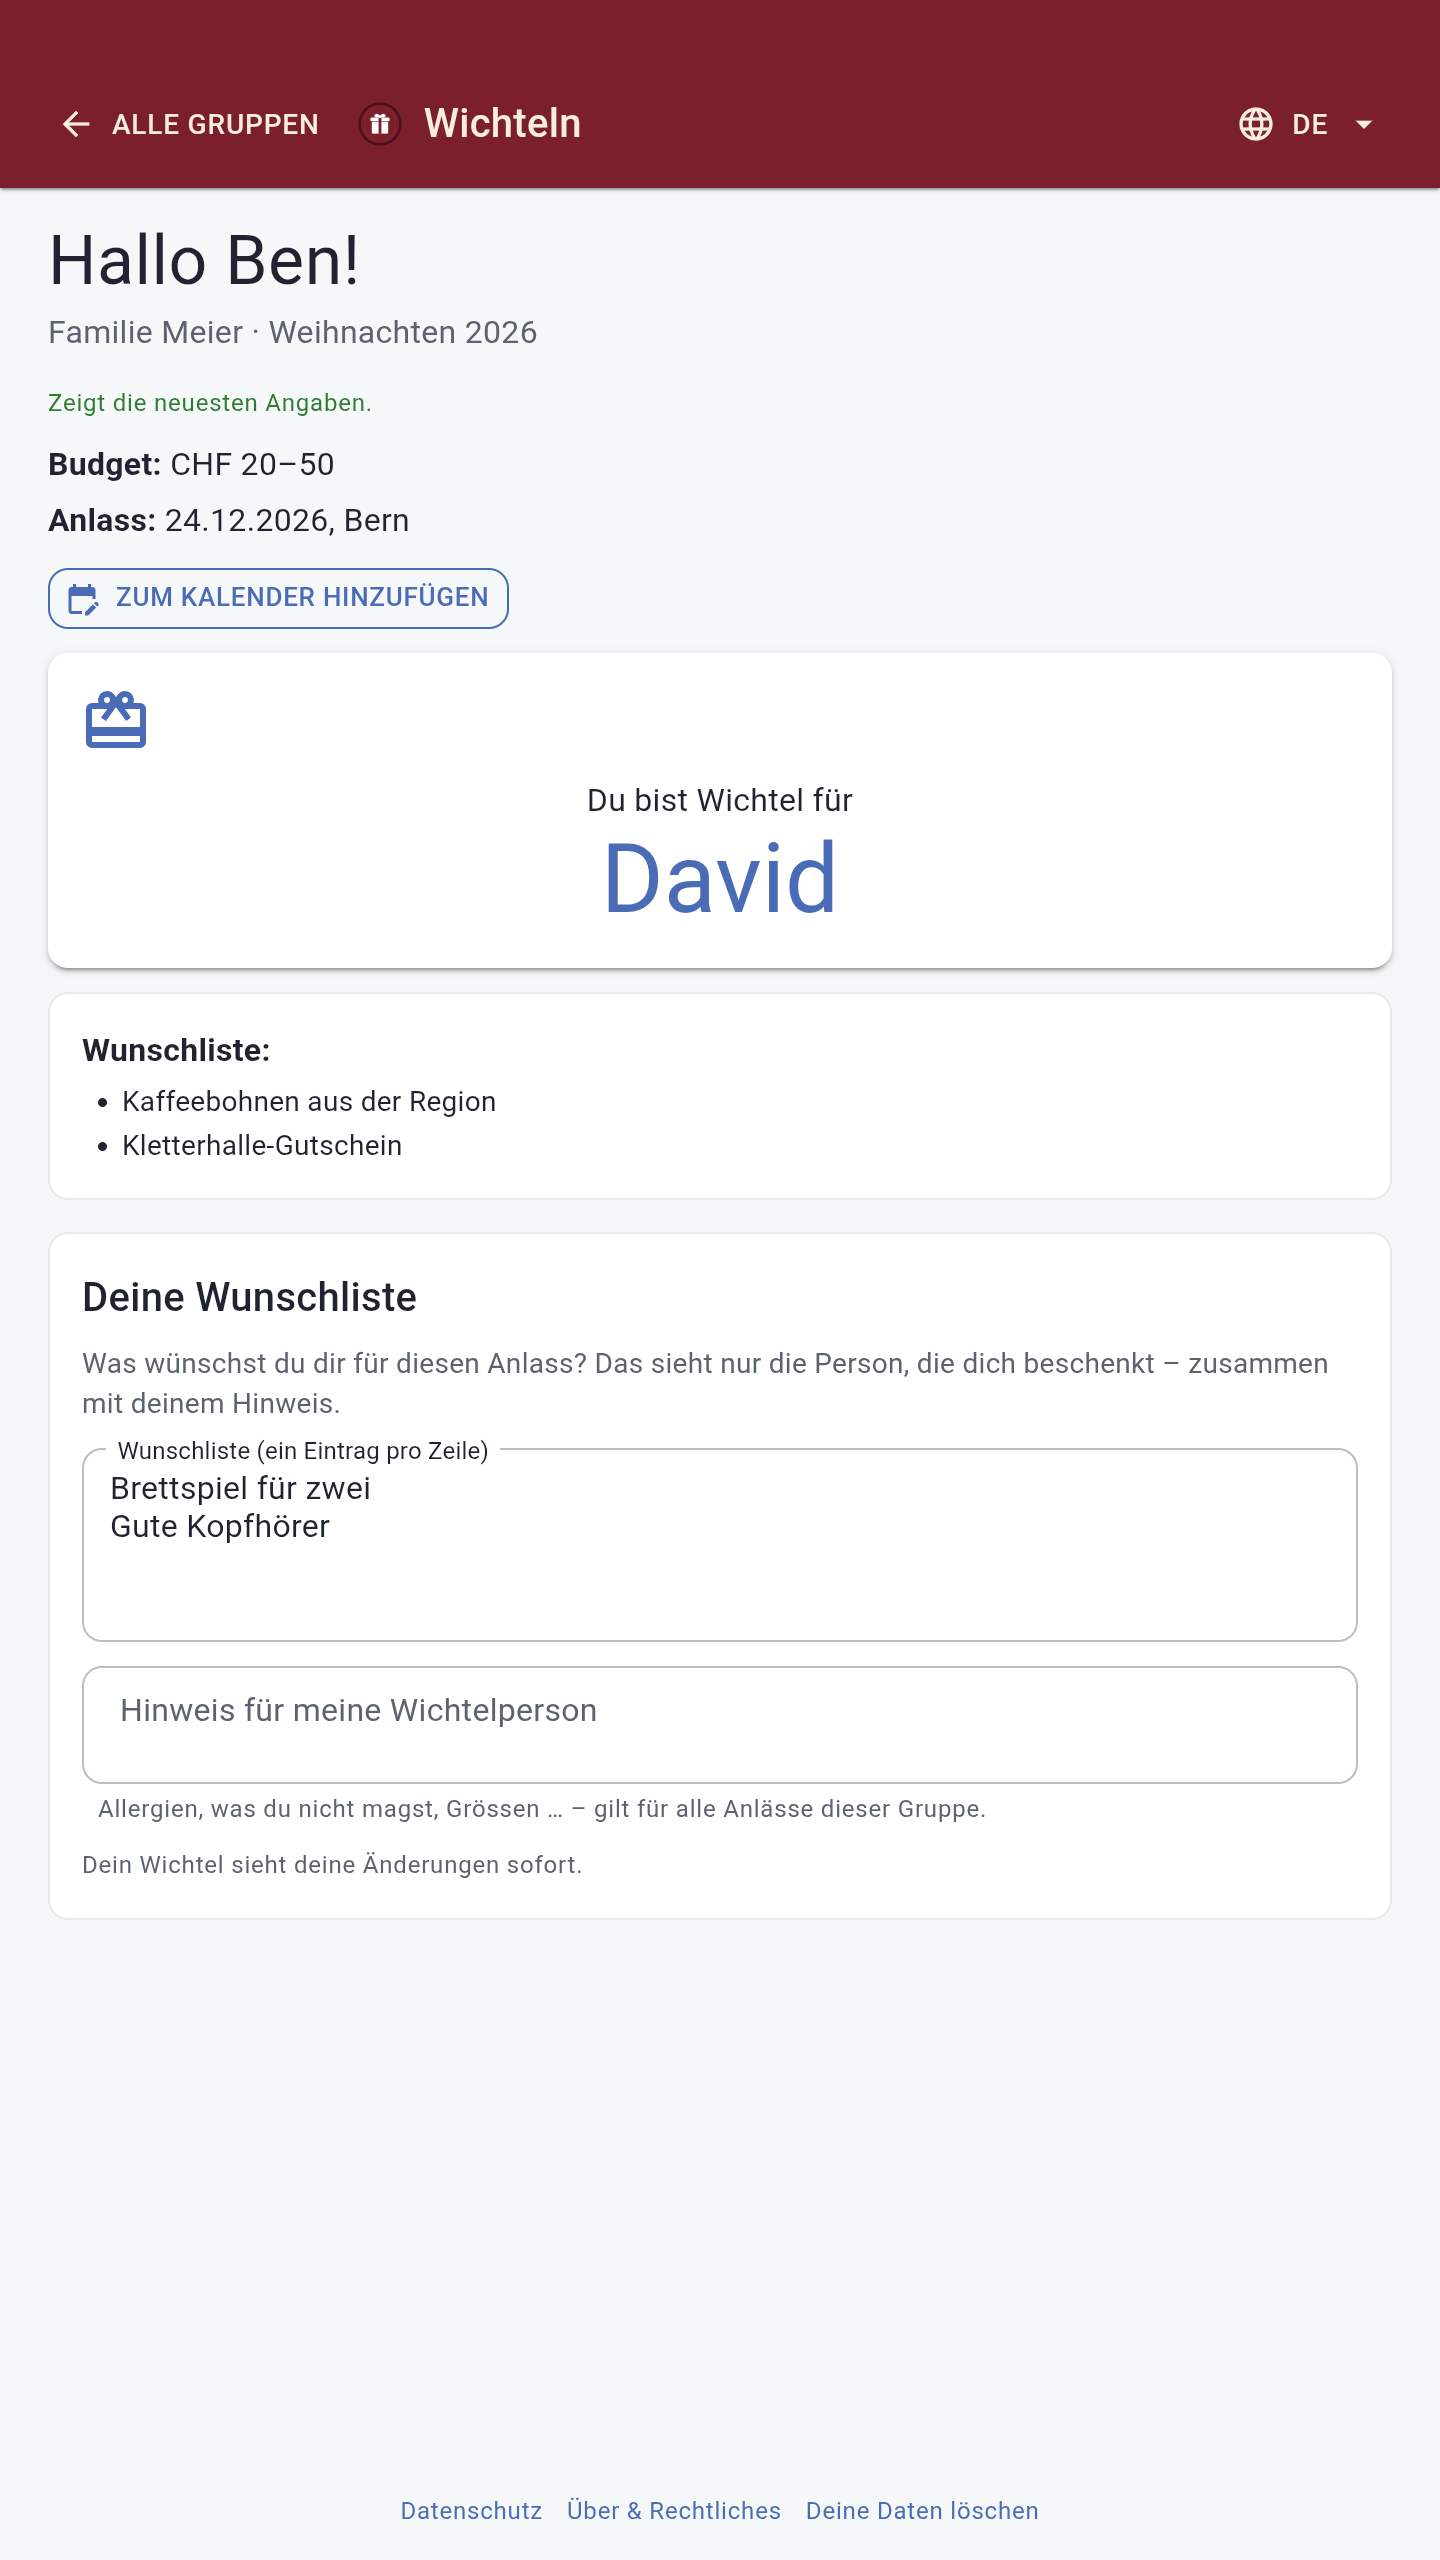 ALLE GRUPPEN
Wichteln
DE
Hallo Ben!
Familie Meier · Weihnachten 2026
Zeigt die neuesten Angaben.
Budget: CHF 20–50
Anlass: 24.12.2026, Bern
ZUM KALENDER HINZUFÜGEN
Du bist Wichtel für
David
Wunschliste:
• Kaffeebohnen aus der Region
• Kletterhalle-Gutschein
Deine Wunschliste
Was wünschst du dir für diesen Anlass? Das sieht nur die Person, die dich beschenkt – zusammen
mit deinem Hinweis.
Wunschliste (ein Eintrag pro Zeile)
Brettspiel für zwei
Gute Kopfhörer
Hinweis für meine Wichtelperson
Allergien, was du nicht magst, Grössen … – gilt für alle Anlässe dieser Gruppe.
Dein Wichtel sieht deine Änderungen sofort.
Datenschutz Über & Rechtliches Deine Daten löschen